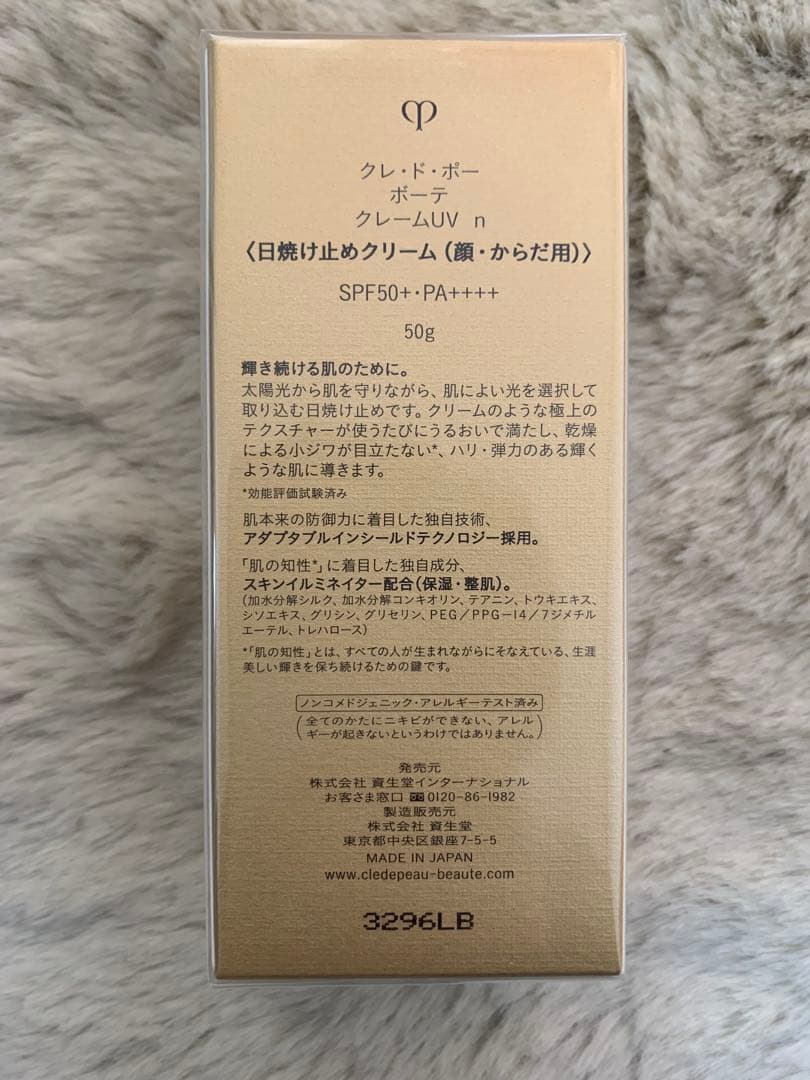 クレ・ド・ポー
ボーテ
クレームUV n
〈日焼け止めクリーム（顔・からだ用）〉
SPF50+・PA++++
50g
輝き続ける肌のために。
太陽光から肌を守りながら、肌によい光を選択して
取り込む日焼け止めです。クリームのような極上の
テクスチャーが使うたびにうるおいで満たし、乾燥
による小ジワが目立たない*、ハリ・弾力のある輝く
ような肌に導きます。
*効能評価試験済み
肌本来の防御力に着目した独自技術、
アダプタブルインシールドテクノロジー採用。
「肌の知性*」に着目した独自成分、
スキンイルミネイター配合（保湿・整肌）。
（加水分解シルク、加水分解コンキオリン、テアニン、トウキエキス、
シソエキス、グリシン、グリセリン、PEG／PPG－14／7ジメチル
エーテル、トレハロース）
*「肌の知性」とは、すべての人が生まれながらにそなえている、生涯
美しい輝きを保ち続けるための鍵です。
ノンコメドジェニック・アレルギーテスト済み
（全てのかたにニキビができない、アレル
ギーが起きないというわけではありません。）
発売元
株式会社 資生堂インターナショナル
お客さま窓口 0120-86-1982
製造販売元
株式会社 資生堂
東京都中央区銀座7-5-5
MADE IN JAPAN
www.cledepeau-beaute.com
3296LB